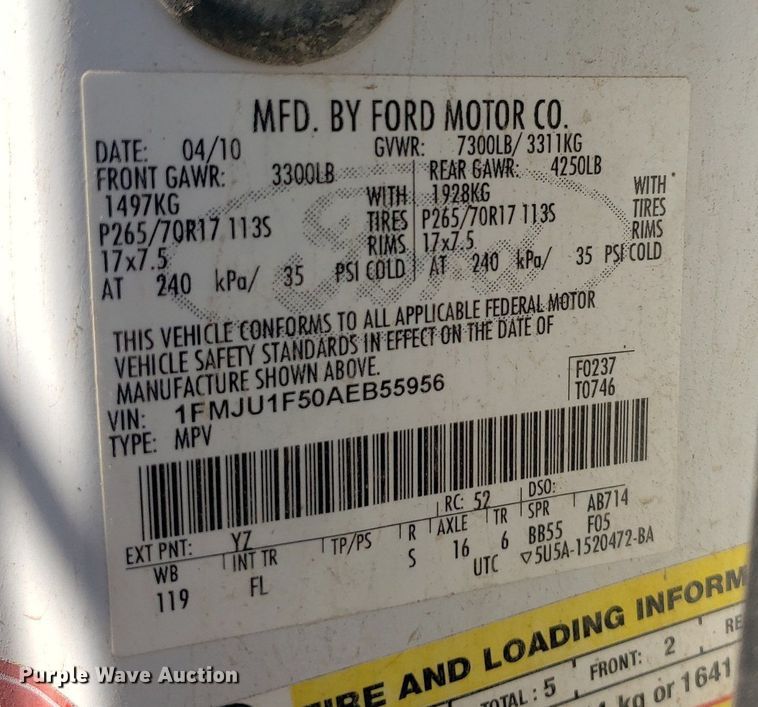 MFD. BY FORD MOTOR CO.
DATE: 04/10 GVWR: 7300LB/ 3311KG
FRONT GAWR: 3300LB REAR GAWR: 4250LB
1497KG WITH 1928KG WITH
P265/70R17 113S TIRES P265/70R17 113S TIRES
17x7.5 RIMS 17x7.5 RIMS
AT 240 kPa/ 35 PSI COLD AT 240 kPa/ 35 PSI COLD
Ford
THIS VEHICLE CONFORMS TO ALL APPLICABLE FEDERAL MOTOR
VEHICLE SAFETY STANDARDS IN EFFECT ON THE DATE OF
MANUFACTURE SHOWN ABOVE.
F0237
VIN: 1FMJU1F50AEB55956 T0746
TYPE: MPV
EXT PNT: YZ RC: 52 DSO:
WB INT TR TP/PS R AXLE TR SPR AB714
119 FL S 16 6 BB55 F05
UTC ▽5U5A-1520472-BA
TIRE AND LOADING INFORM
TOTAL: 5 FRONT: 2 RE
kg or 1641
Purple Wave Auction